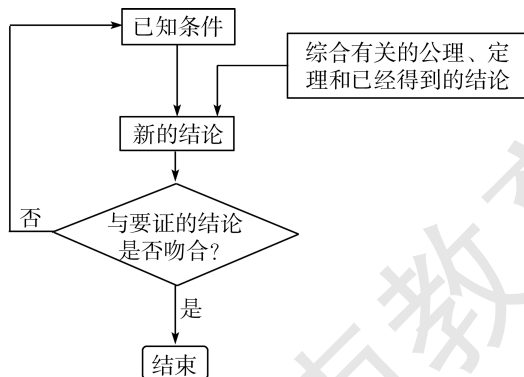 已知条件
综合有关的公理、定
理和已经得到的结论
新的结论
与要证的结论
是否吻合?
否
是
结束